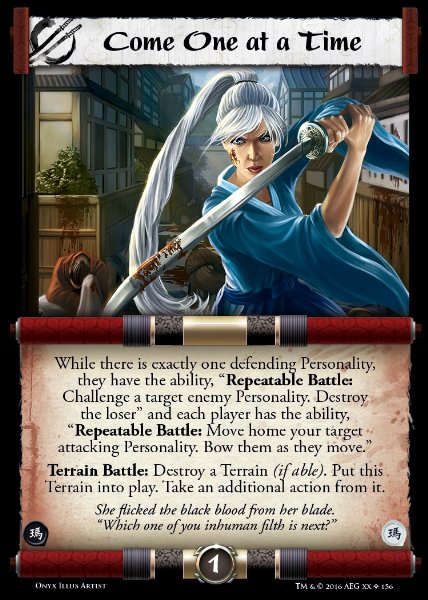 Come One at a Time
While there is exactly one defending Personality,
they have the ability, “Repeatable Battle:
Challenge a target enemy Personality. Destroy
the loser” and each player has the ability,
“Repeatable Battle: Move home your target
attacking Personality. Bow them as they move.”
Terrain Battle: Destroy a Terrain (if able). Put this
Terrain into play. Take an additional action from it.
She flicked the black blood from her blade.
“Which one of you inhuman filth is next?”
瑪 瑪
1
Onyx Illus Artist TM & © 2016 AEG XX ❖ 156